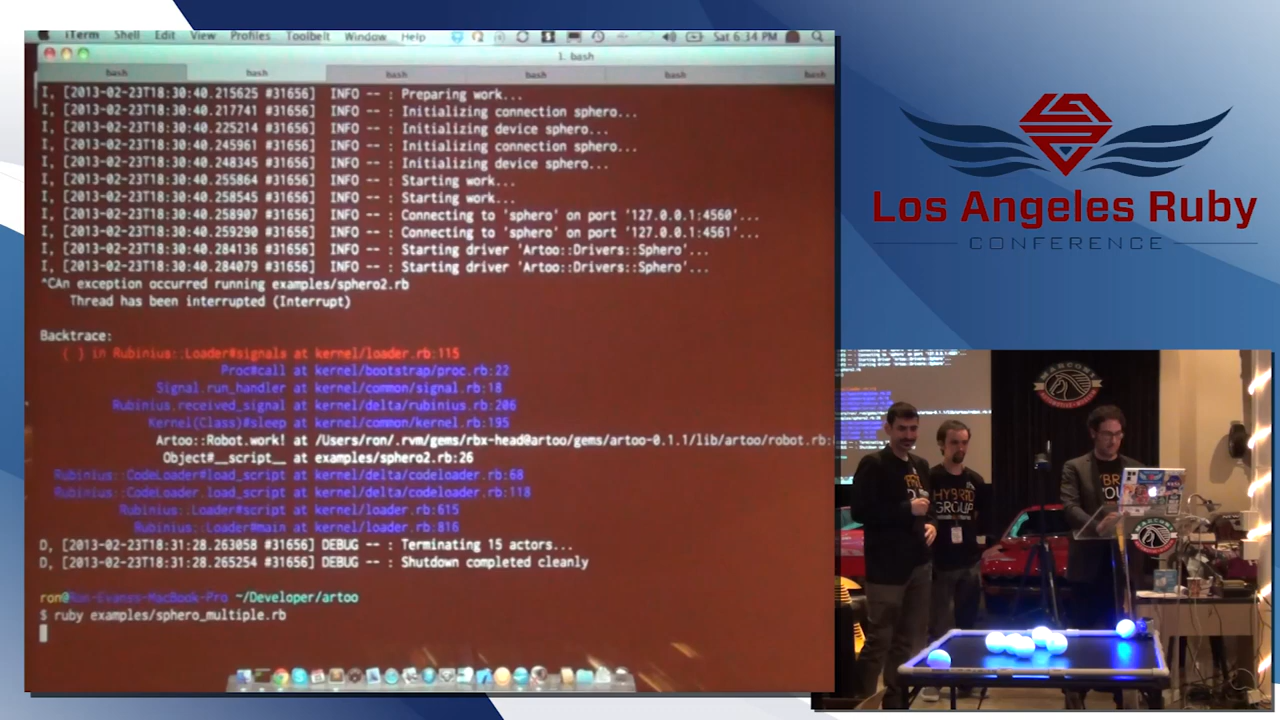 iTerm Shell Edit View Profiles Toolbelt Window Help Sat 6:34 PM
1. bash
bash bash bash bash bash bash
I, [2013-02-23T18:30:40.215625 #31656] INFO -- : Preparing work...
I, [2013-02-23T18:30:40.217741 #31656] INFO -- : Initializing connection sphero...
I, [2013-02-23T18:30:40.225214 #31656] INFO -- : Initializing device sphero...
I, [2013-02-23T18:30:40.245961 #31656] INFO -- : Initializing connection sphero...
I, [2013-02-23T18:30:40.248345 #31656] INFO -- : Initializing device sphero...
I, [2013-02-23T18:30:40.255864 #31656] INFO -- : Starting work...
I, [2013-02-23T18:30:40.258545 #31656] INFO -- : Starting work...
I, [2013-02-23T18:30:40.258907 #31656] INFO -- : Connecting to 'sphero' on port '127.0.0.1:4560'...
I, [2013-02-23T18:30:40.259290 #31656] INFO -- : Connecting to 'sphero' on port '127.0.0.1:4561'...
I, [2013-02-23T18:30:40.284136 #31656] INFO -- : Starting driver 'Artoo::Drivers::Sphero'...
I, [2013-02-23T18:30:40.284079 #31656] INFO -- : Starting driver 'Artoo::Drivers::Sphero'...
^CAn exception occurred running examples/sphero2.rb
Thread has been interrupted (Interrupt)
Backtrace:
{ } in Rubinius::Loader#signals at kernel/loader.rb:115
Proc#call at kernel/bootstrap/proc.rb:22
Signal.run_handler at kernel/common/signal.rb:18
Rubinius.received_signal at kernel/delta/rubinius.rb:206
Kernel(Class)#sleep at kernel/common/kernel.rb:195
Artoo::Robot.work! at /Users/ron/.rvm/gems/rbx-head@artoo/gems/artoo-0.1.1/lib/artoo/robot.rb:
Object#__script__ at examples/sphero2.rb:26
Rubinius::CodeLoader#load_script at kernel/delta/codeloader.rb:68
Rubinius::CodeLoader.load_script at kernel/delta/codeloader.rb:118
Rubinius::Loader#script at kernel/loader.rb:615
Rubinius::Loader#main at kernel/loader.rb:816
D, [2013-02-23T18:31:28.263058 #31656] DEBUG -- : Terminating 15 actors...
D, [2013-02-23T18:31:28.265254 #31656] DEBUG -- : Shutdown completed cleanly
ron@Ron-Evanss-MacBook-Pro ~/Developer/artoo
$ ruby examples/sphero_multiple.rb
Los Angeles Ruby
CONFERENCE
MARCONI
HYBRID
GROUP